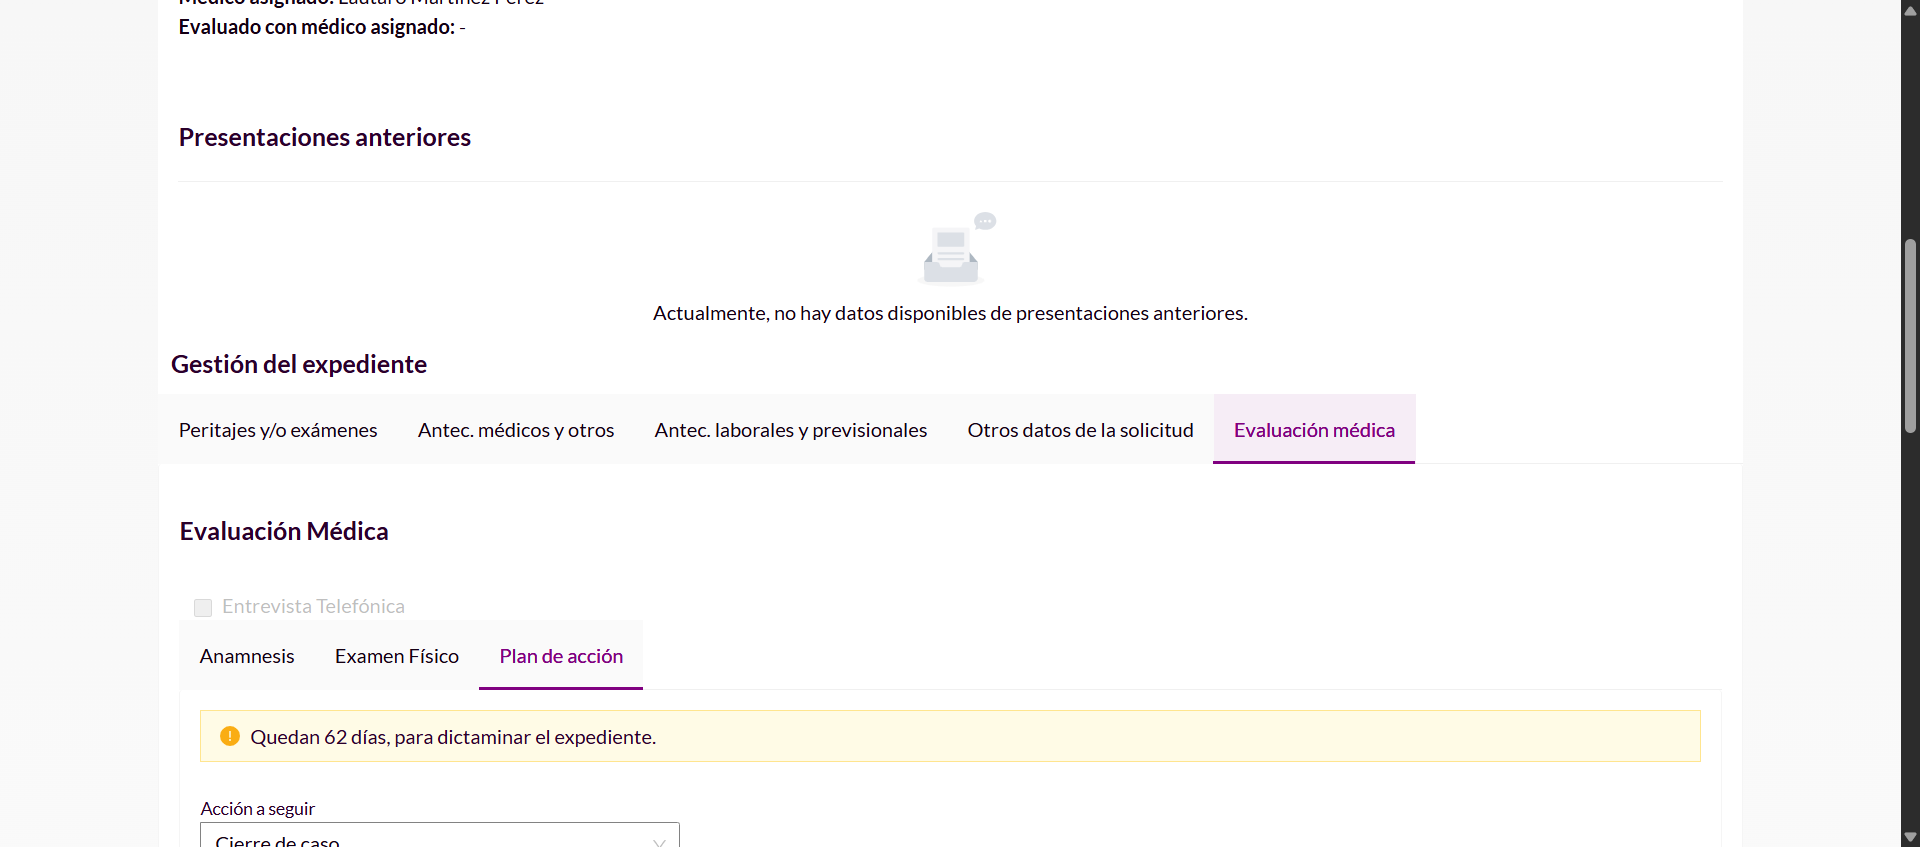 Médico asignado: Lautaro Martínez Pérez
Evaluado con médico asignado: -
Presentaciones anteriores
Actualmente, no hay datos disponibles de presentaciones anteriores.
Gestión del expediente
Peritajes y/o exámenes Antec. médicos y otros Antec. laborales y previsionales Otros datos de la solicitud Evaluación médica
Evaluación Médica
Entrevista Telefónica
Anamnesis Examen Físico Plan de acción
Quedan 62 días, para dictaminar el expediente.
Acción a seguir
Cierre de caso